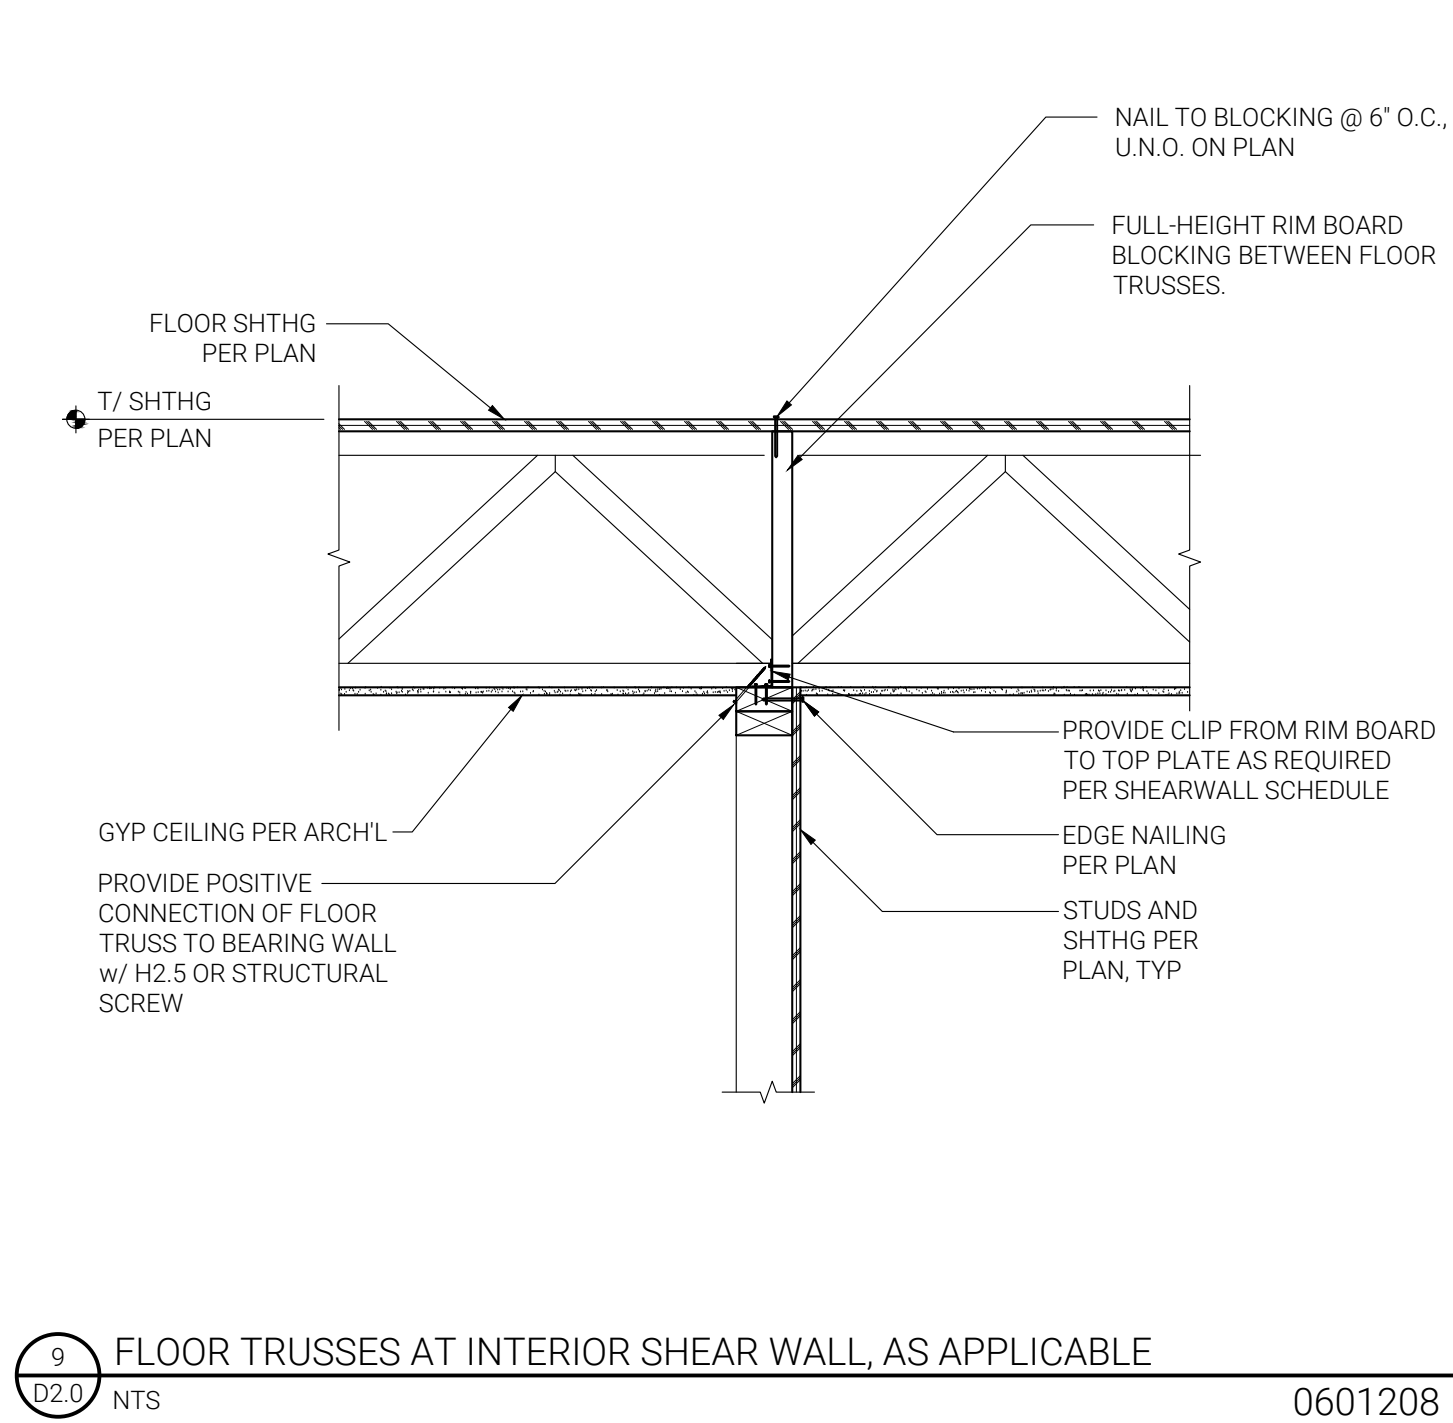 NAIL TO BLOCKING @ 6" O.C.,
U.N.O. ON PLAN
FULL-HEIGHT RIM BOARD
BLOCKING BETWEEN FLOOR
TRUSSES.
FLOOR SHTHG
PER PLAN
T/ SHTHG
PER PLAN
PROVIDE CLIP FROM RIM BOARD
TO TOP PLATE AS REQUIRED
PER SHEARWALL SCHEDULE
GYP CEILING PER ARCH'L
EDGE NAILING
PER PLAN
PROVIDE POSITIVE
CONNECTION OF FLOOR
TRUSS TO BEARING WALL
w/ H2.5 OR STRUCTURAL
SCREW
STUDS AND
SHTHG PER
PLAN, TYP
9
D2.0
FLOOR TRUSSES AT INTERIOR SHEAR WALL, AS APPLICABLE
NTS
0601208